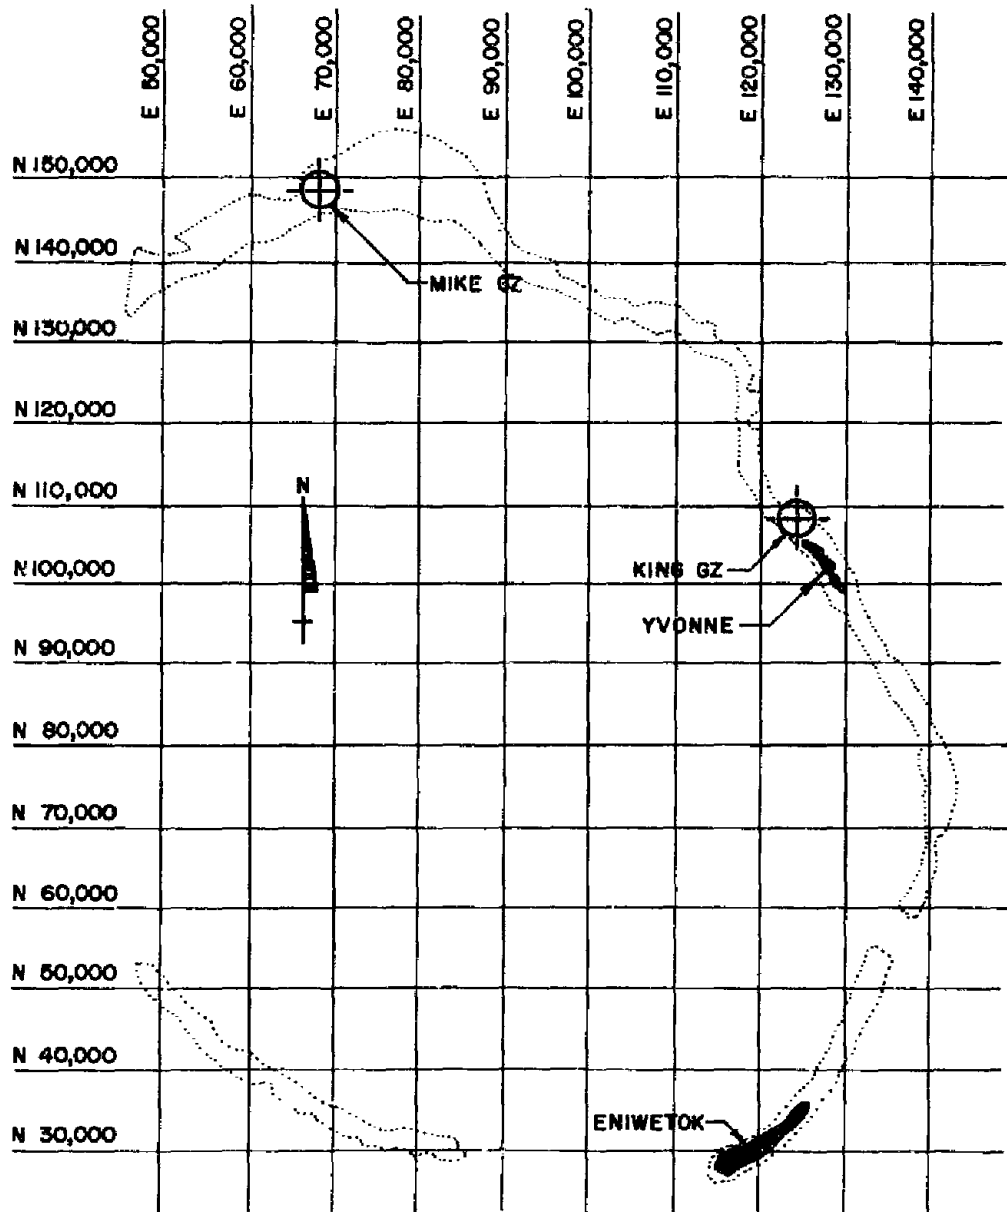 E 50,000
E 60,000
E 70,000
E 80,000
E 90,000
E 100,000
E 110,000
E 120,000
E 130,000
E 140,000
N 150,000
N 140,000
MIKE GZ
N 130,000
N 120,000
N
N 110,000
N 100,000
KING GZ
YVONNE
N 90,000
N 80,000
N 70,000
N 60,000
N 50,000
N 40,000
ENIWETOK
N 30,000